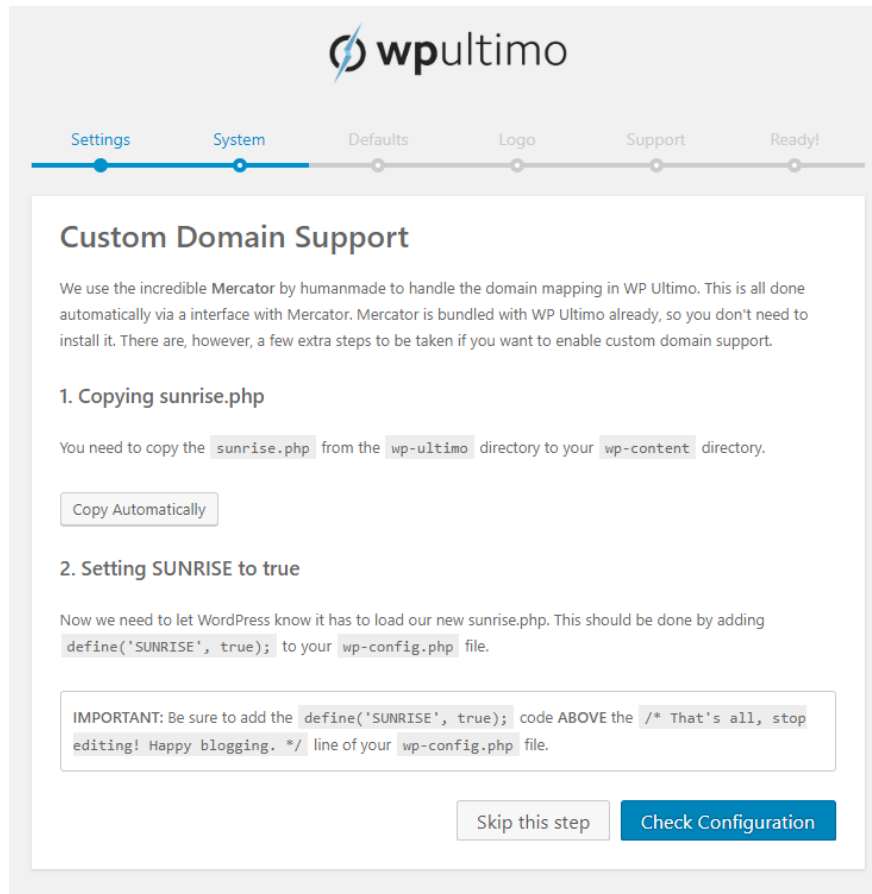 wpultimo
Settings System Defaults Logo Support Ready!
Custom Domain Support
We use the incredible Mercator by humanmade to handle the domain mapping in WP Ultimo. This is all done
automatically via a interface with Mercator. Mercator is bundled with WP Ultimo already, so you don't need to
install it. There are, however, a few extra steps to be taken if you want to enable custom domain support.
1. Copying sunrise.php
You need to copy the sunrise.php from the wp-ultimo directory to your wp-content directory.
Copy Automatically
2. Setting SUNRISE to true
Now we need to let WordPress know it has to load our new sunrise.php. This should be done by adding
define('SUNRISE', true); to your wp-config.php file.
IMPORTANT: Be sure to add the define('SUNRISE', true); code ABOVE the /* That's all, stop
editing! Happy blogging. */ line of your wp-config.php file.
Skip this step Check Configuration